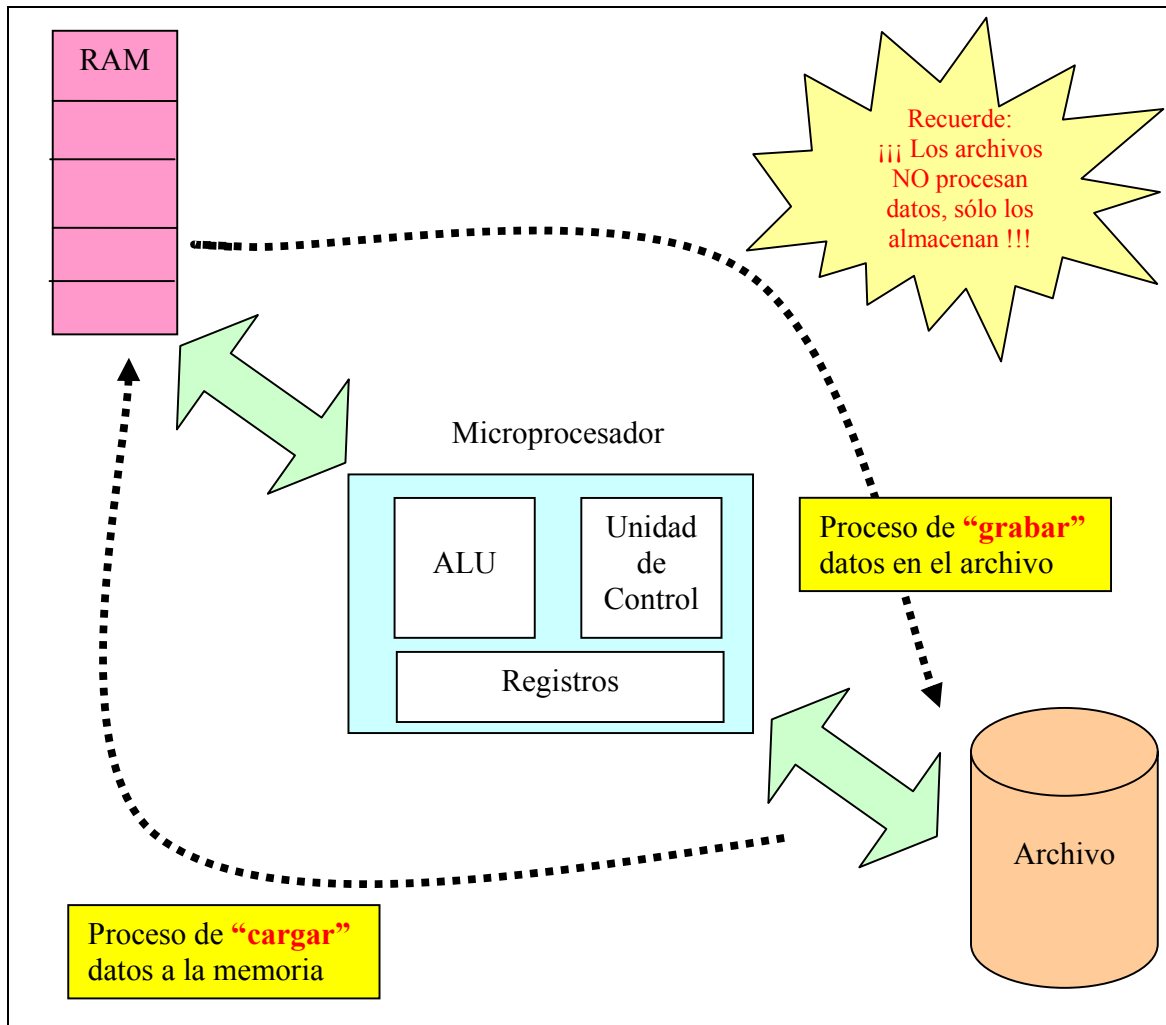 RAM
Recuerde:
¡¡¡ Los archivos
NO procesan
datos, sólo los
almacenan !!!
Microprocesador
ALU
Unidad
de
Control
Registros
Proceso de “grabar”
datos en el archivo
Archivo
Proceso de “cargar”
datos a la memoria